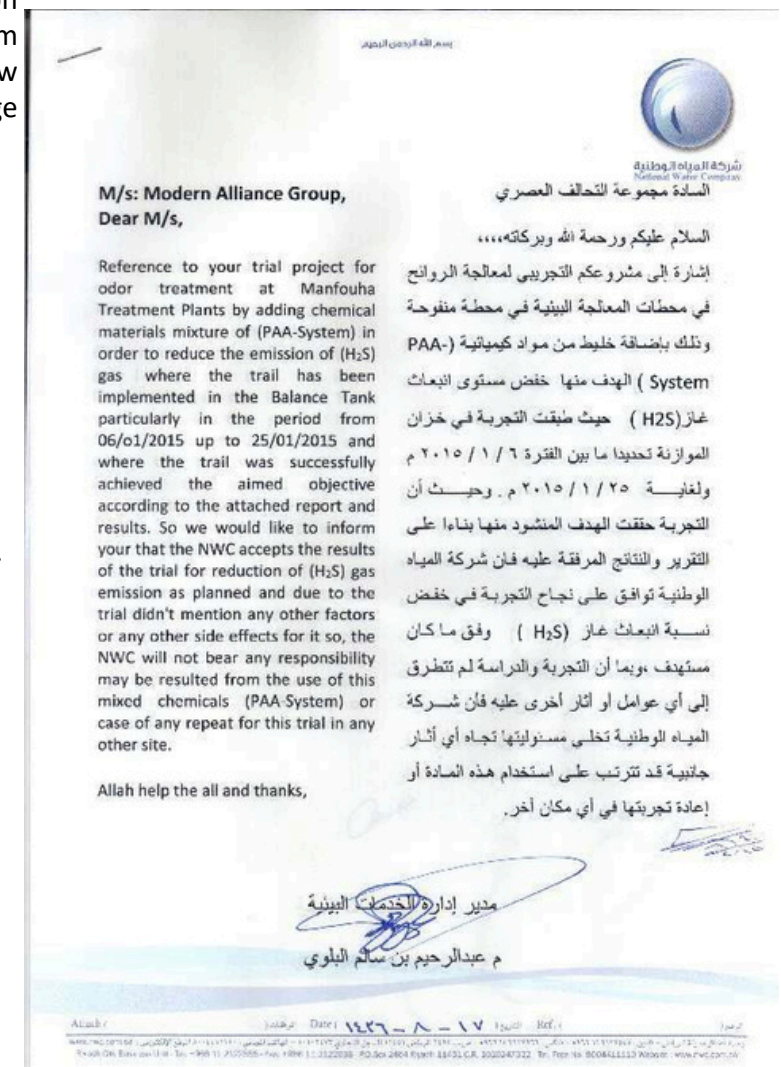 بسم الله الرحمن الرحيم
شركة المياه الوطنية
National Water Company
M/s: Modern Alliance Group,
Dear M/s,
Reference to your trial project for
odor treatment at Manfouha
Treatment Plants by adding chemical
materials mixture of (PAA-System) in
order to reduce the emission of (H₂S)
gas where the trail has been
implemented in the Balance Tank
particularly in the period from
06/o1/2015 up to 25/01/2015 and
where the trail was successfully
achieved the aimed objective
according to the attached report and
results. So we would like to inform
your that the NWC accepts the results
of the trial for reduction of (H₂S) gas
emission as planned and due to the
trial didn't mention any other factors
or any other side effects for it so, the
NWC will not bear any responsibility
may be resulted from the use of this
mixed chemicals (PAA-System) or
case of any repeat for this trial in any
other site.
Allah help the all and thanks,
السادة مجموعة التحالف العصري
السلام عليكم ورحمة الله وبركاته،،،،
إشارة إلى مشروعكم التجريبي لمعالجة الروائح
في محطات المعالجة البيئية في محطة منفوحة
وذلك بإضافة خليط من مواد كيميائية (PAA-
System ) الهدف منها خفض مستوى انبعاث
غاز(H2S ) حيث طبقت التجربة في خزان
الموازنة تحديدا ما بين الفترة ٦ / ١ / ٢٠١٥ م
ولغاية ٢٥ / ١ / ٢٠١٥ م . وحيث أن
التجربة حققت الهدف المنشود منها بناءا على
التقرير والنتائج المرفقة عليه فان شركة المياه
الوطنية توافق على نجاح التجربة في خفض
نسبة انبعاث غاز (H₂S ) وفق ما كان
مستهدف ،وبما أن التجربة والدراسة لم تتطرق
إلى أي عوامل أو أثار أخرى عليه فأن شركة
المياه الوطنية تخلي مسئوليتها تجاه أي أثار
جانبية قد تترتب على استخدام هذه المادة أو
إعادة تجربتها في أي مكان أخر.
مدير إدارة الخدمات البيئية
م عبدالرحيم بن سالم البلوي
Date ١٤٣٦ - ٨ - ١٧ Ref.